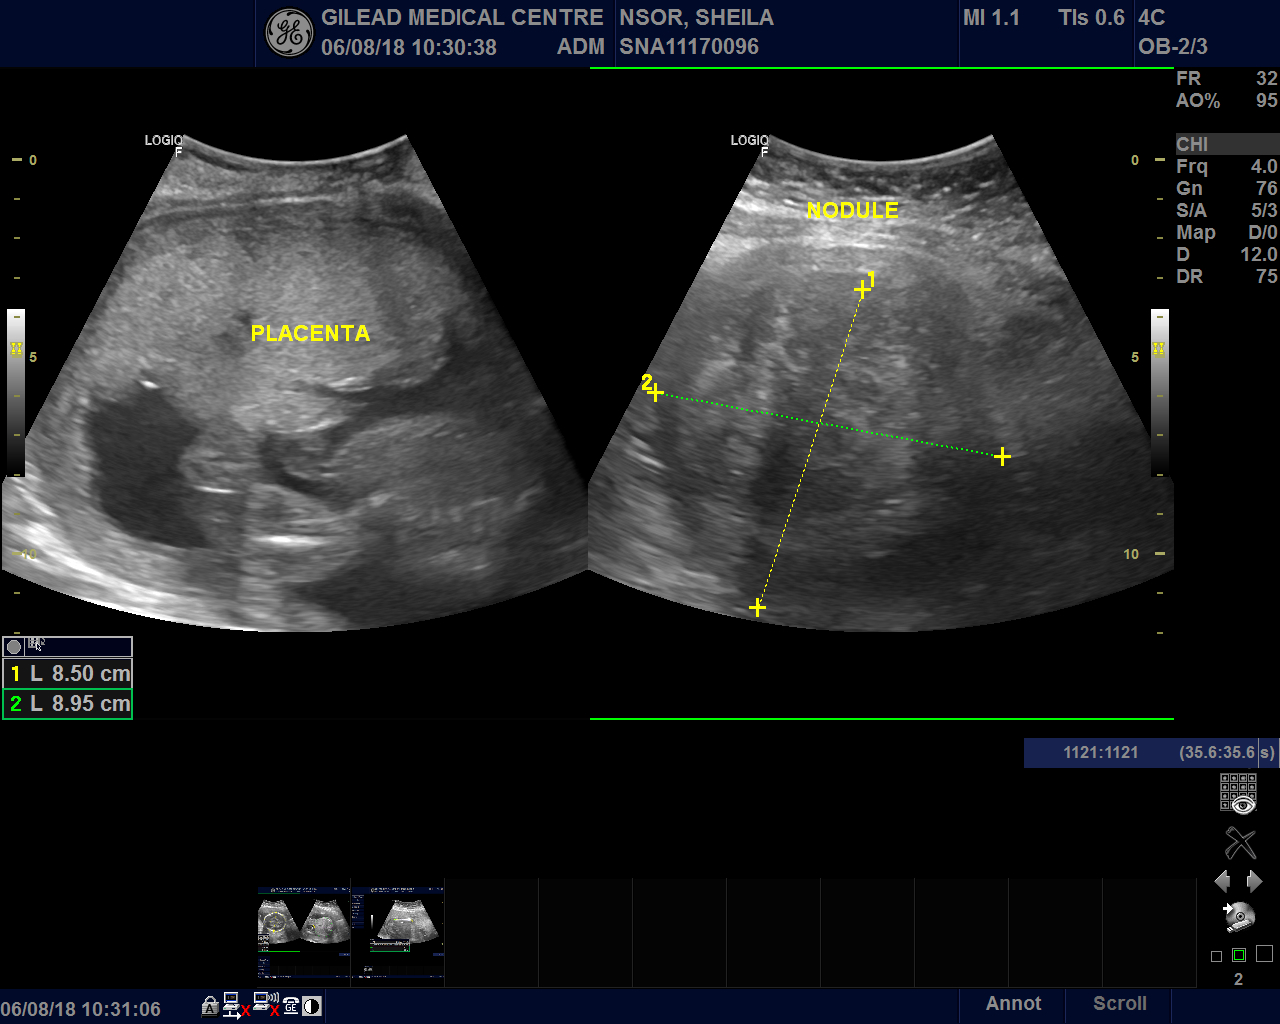 GILEAD MEDICAL CENTRE
06/08/18 10:30:38 ADM
NSOR, SHEILA
SNA11170096
MI 1.1 TIs 0.6
4C
OB-2/3
FR 32
AO% 95
CHI
Frq 4.0
Gn 76
S/A 5/3
Map D/0
D 12.0
DR 75
LOGIQ
F
0
5
10
PLACENTA
LOGIQ
F
NODULE
1
2
0
5
10
1 L 8.50 cm
2 L 8.95 cm
1121:1121 (35.6:35.6 s)
2
06/08/18 10:31:06
Annot
Scroll